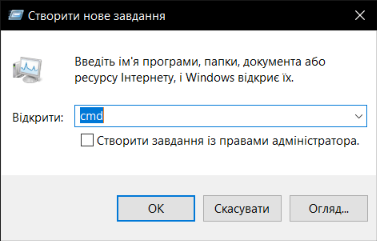 Створити нове завдання
Введіть ім'я програми, папки, документа або
ресурсу Інтернету, і Windows відкриє їх.
Відкрити: cmd
Створити завдання із правами адміністратора.
OK Скасувати Огляд...